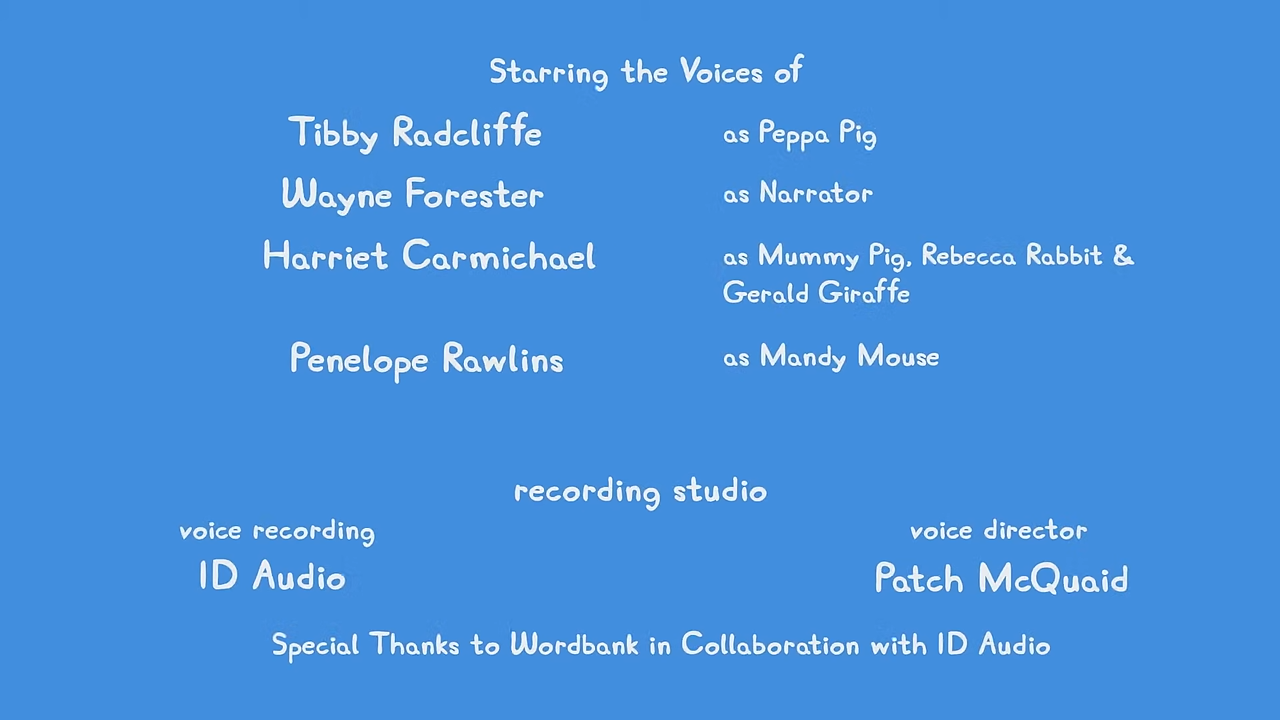 Starring the Voices of
Tibby Radcliffe as Peppa Pig
Wayne Forester as Narrator
Harriet Carmichael as Mummy Pig, Rebecca Rabbit &
Gerald Giraffe
Penelope Rawlins as Mandy Mouse
recording studio
voice recording voice director
ID Audio Patch McQuaid
Special Thanks to Wordbank in Collaboration with ID Audio